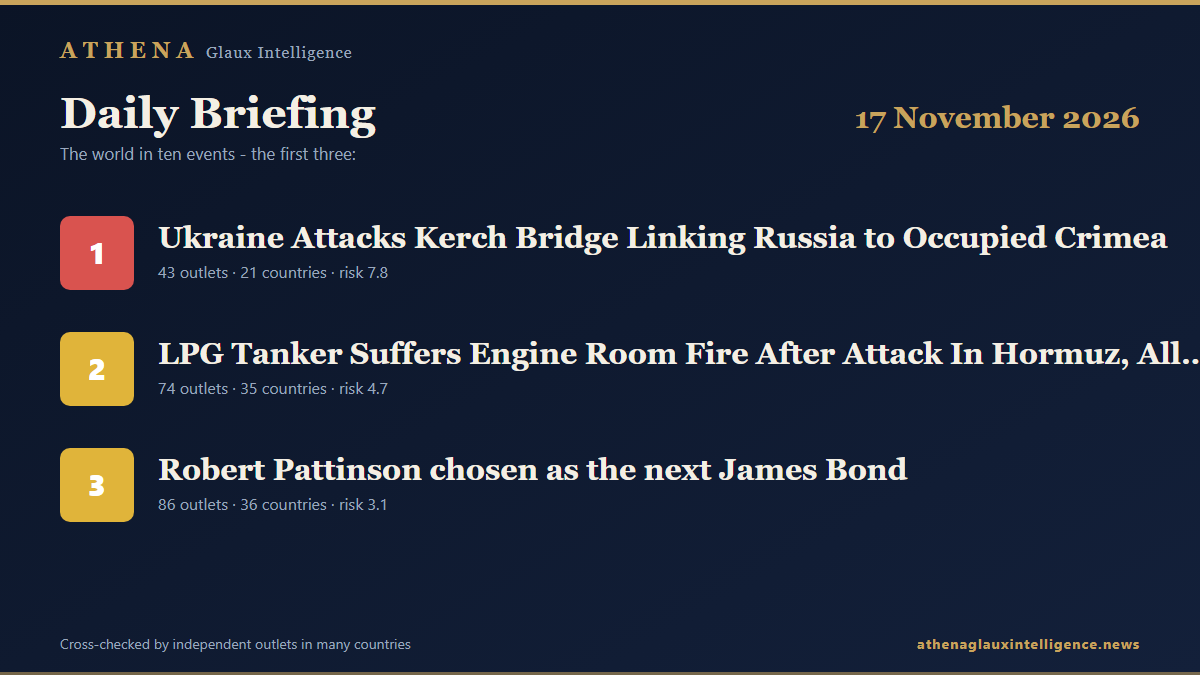 ATHENA Glaux Intelligence
Daily Briefing
17 November 2026
The world in ten events - the first three:
1
Ukraine Attacks Kerch Bridge Linking Russia to Occupied Crimea
43 outlets · 21 countries · risk 7.8
2
LPG Tanker Suffers Engine Room Fire After Attack In Hormuz, All...
74 outlets · 35 countries · risk 4.7
3
Robert Pattinson chosen as the next James Bond
86 outlets · 36 countries · risk 3.1
Cross-checked by independent outlets in many countries
athenaglauxintelligence.news